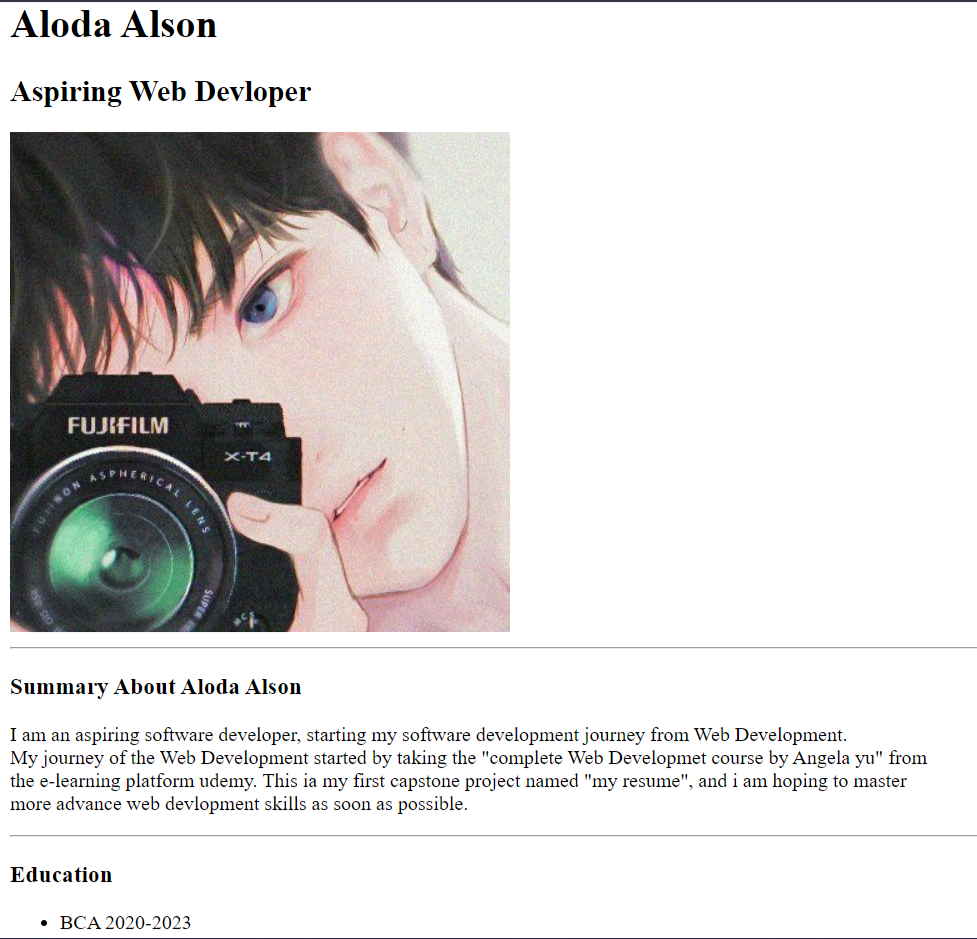 Aloda Alson
Aspiring Web Devloper
FUJIFILM
X-T4
FUJINON ASPHERICAL LENS
SUPER
Summary About Aloda Alson
I am an aspiring software developer, starting my software development journey from Web Development.
My journey of the Web Development started by taking the "complete Web Developmet course by Angela yu" from
the e-learning platform udemy. This ia my first capstone project named "my resume", and i am hoping to master
more advance web devlopment skills as soon as possible.
Education
• BCA 2020-2023